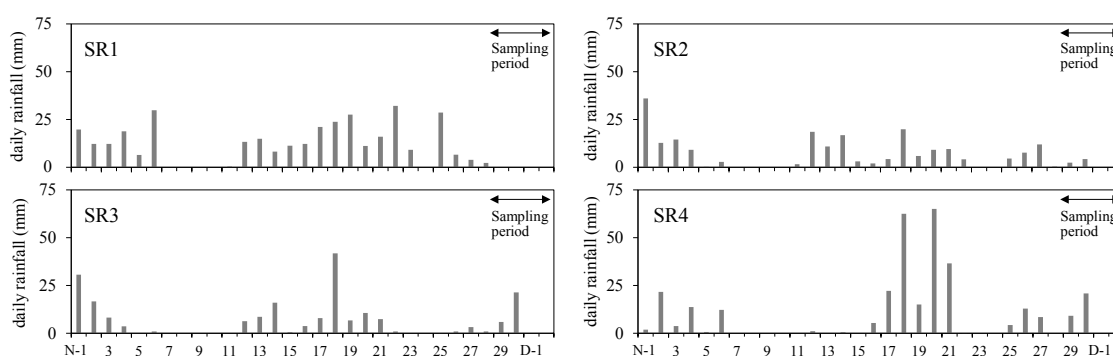 75
50
25
0
daily rainfall (mm)
SR1
Sampling
period
75
50
25
0
daily rainfall (mm)
SR2
Sampling
period
75
50
25
0
daily rainfall (mm)
SR3
Sampling
period
N-1 3 5 7 9 11 13 15 17 19 21 23 25 27 29 D-1
75
50
25
0
daily rainfall (mm)
SR4
Sampling
period
N-1 3 5 7 9 11 13 15 17 19 21 23 25 27 29 D-1